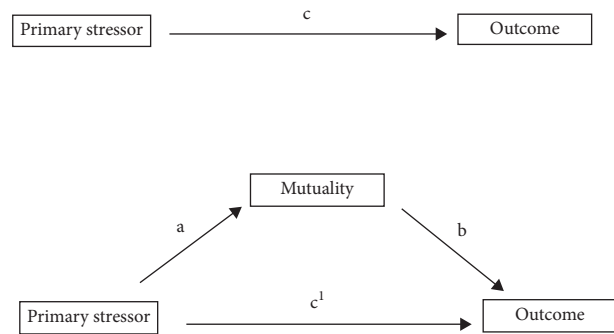 c
Primary stressor
Outcome
Mutuality
a
b
c¹
Primary stressor
Outcome